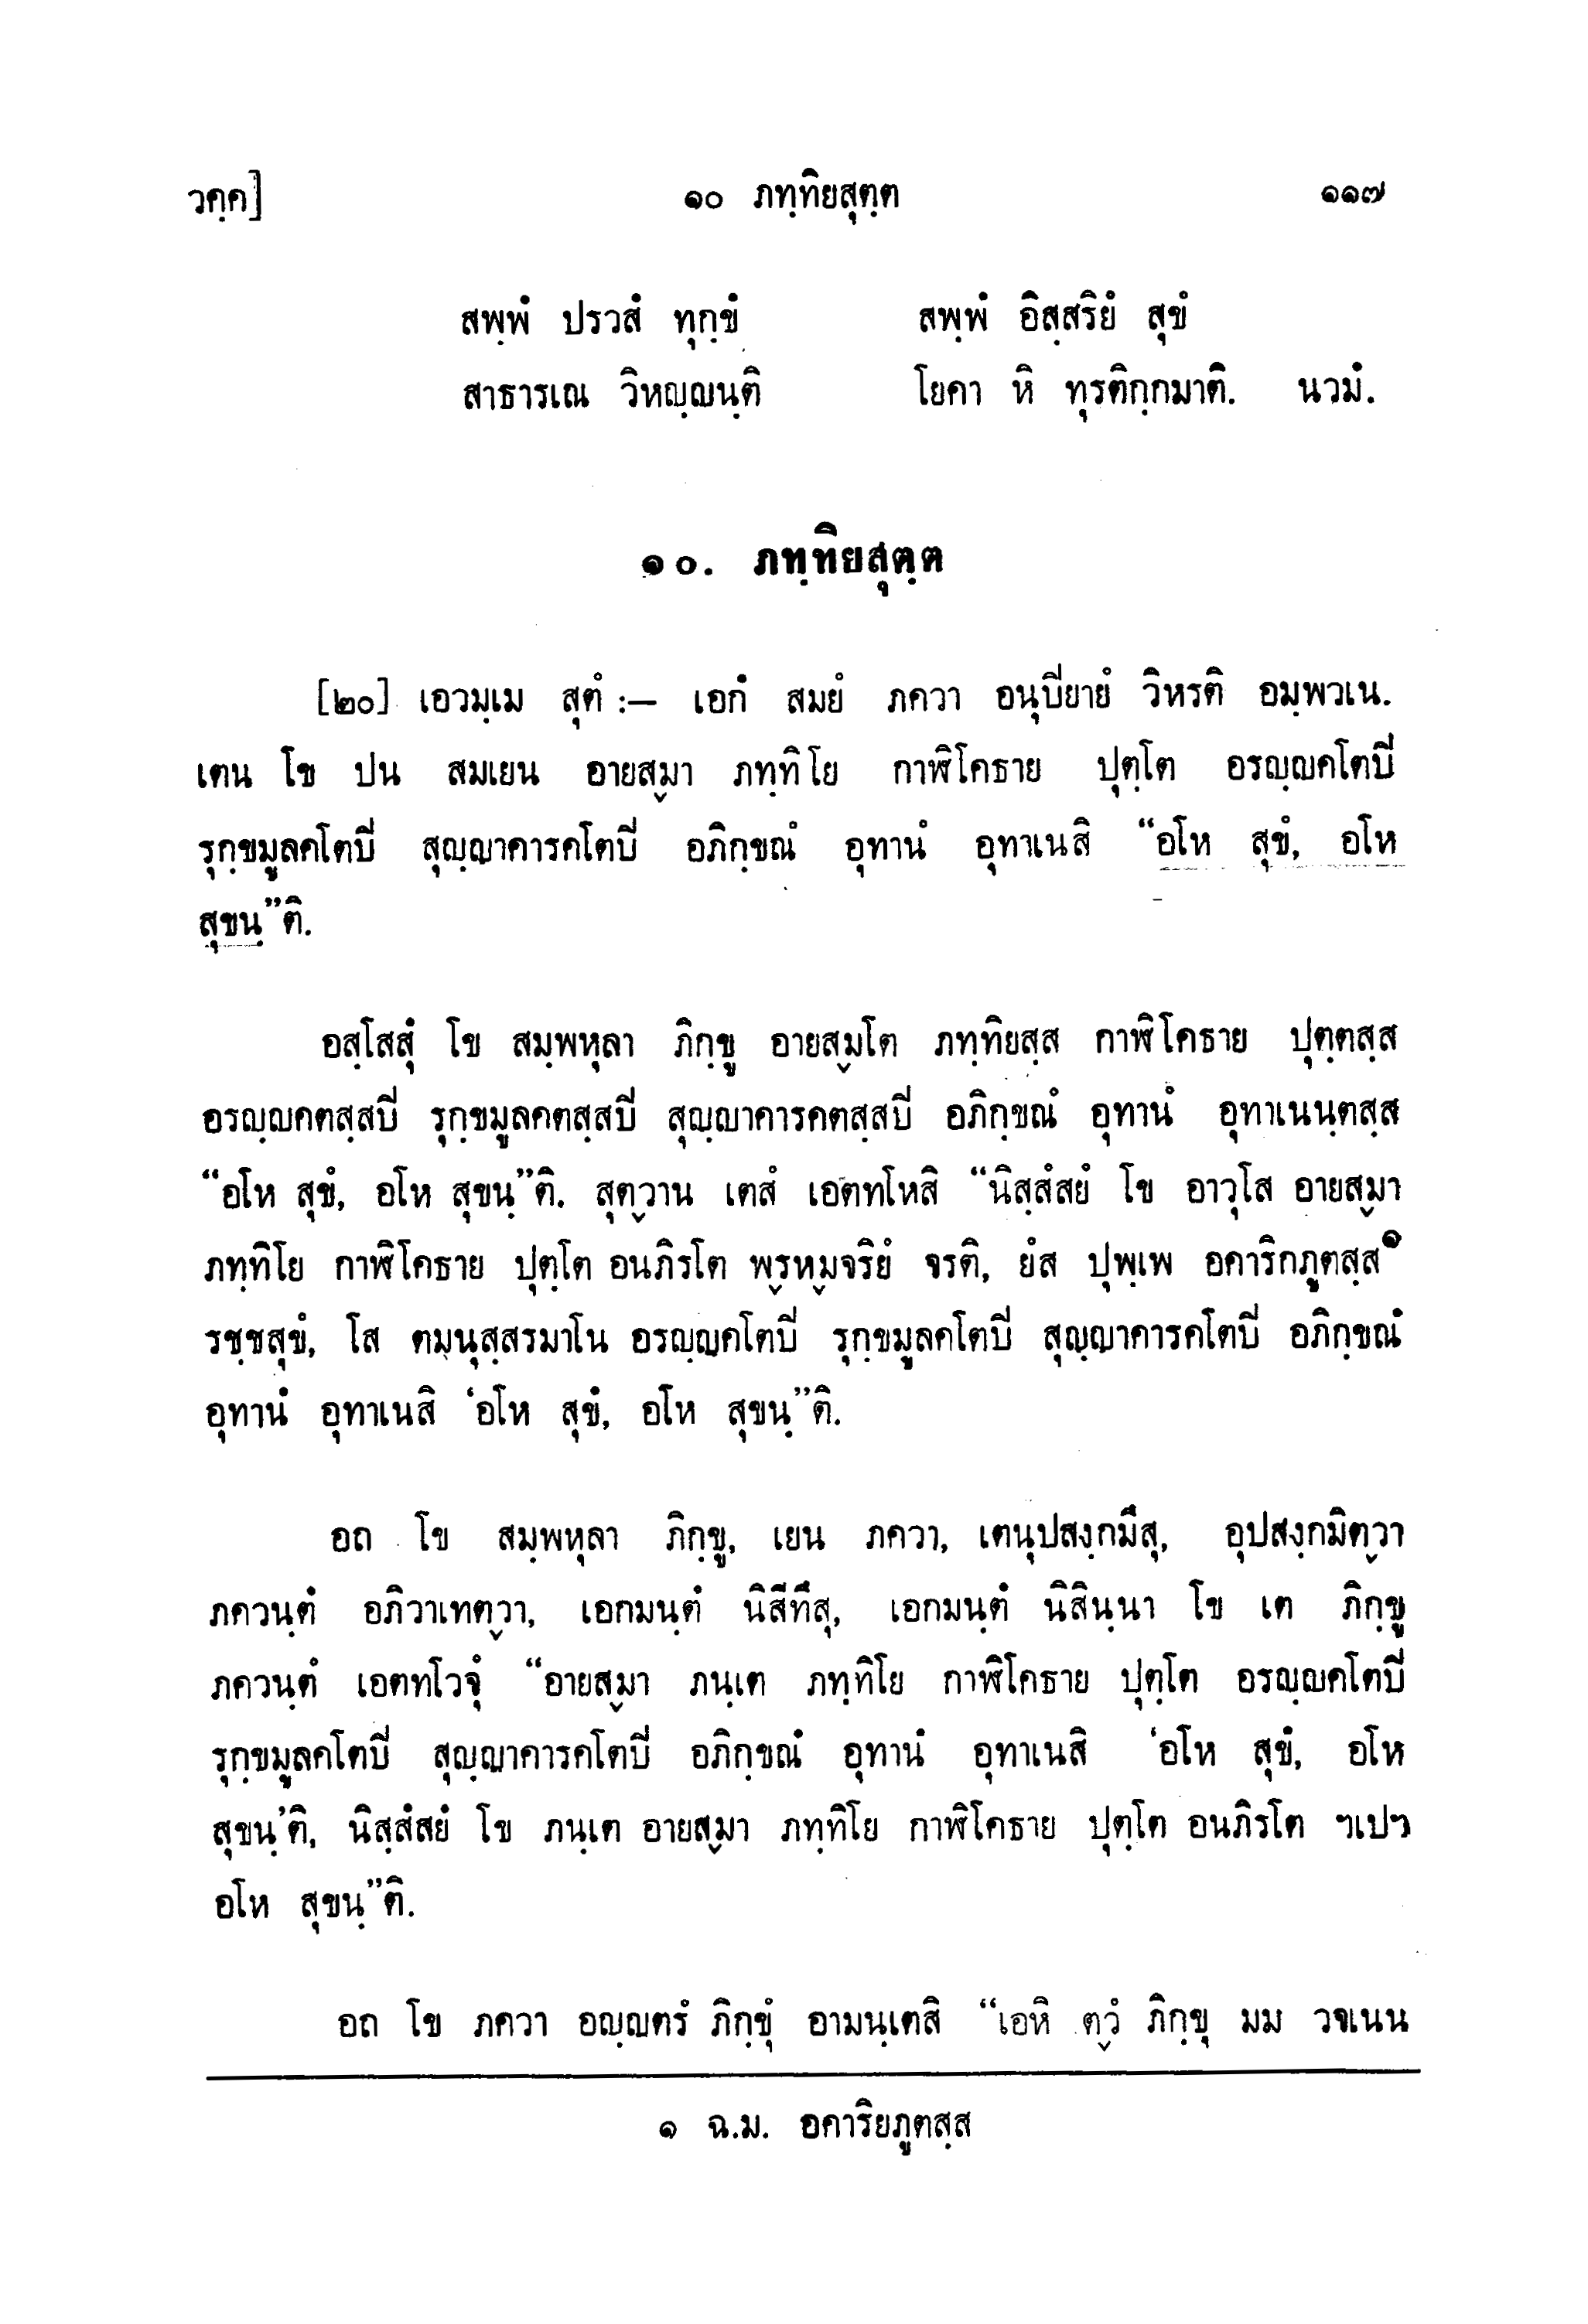 วคฺค] ๑๐ ภทฺทิยสุตฺต ๑๑๗
สพฺพํ ปรวสํ ทุกฺขํ สพฺพํ อิสฺสริยํ สุขํ
สาธารเณ วิหญฺญนฺติ โยคา หิ ทุรติกฺกมาติ. นวมํ.
๑๐. ภทฺทิยสุตฺต
[๒๐] เอวมฺเม สุตํ :— เอกํ สมยํ ภควา อนุปิยายํ วิหรติ อมฺพวเน.
เตน โข ปน สมเยน อายสฺมา ภทฺทิโย กาฬิโคธาย ปุตฺโต อรญฺญคโตปิ
รุกฺขมูลคโตปิ สุญฺญาคารคโตปิ อภิกฺขณํ อุทานํ อุทาเนสิ “อโห สุขํ, อโห
สุขนฺ”ติ.
อสฺโสสุํ โข สมฺพหุลา ภิกฺขู อายสฺมโต ภทฺทิยสฺส กาฬิโคธาย ปุตฺตสฺส
อรญฺญคตสฺสปิ รุกฺขมูลคตสฺสปิ สุญฺญาคารคตสฺสปิ อภิกฺขณํ อุทานํ อุทาเนนฺตสฺส
“อโห สุขํ, อโห สุขนฺ”ติ. สุตฺวาน เตสํ เอตทโหสิ “นิสฺสํสยํ โข อาวุโส อายสฺมา
ภทฺทิโย กาฬิโคธาย ปุตฺโต อนภิรโต พฺรหฺมจริยํ จรติ, ยํส ปุพฺเพ อคาริกภูตสฺส๑
รชฺชสุขํ, โส ตมนุสฺสรมาโน อรญฺญคโตปิ รุกฺขมูลคโตปิ สุญฺญาคารคโตปิ อภิกฺขณํ
อุทานํ อุทาเนสิ ‘อโห สุขํ, อโห สุขนฺ”ติ.
อถ โข สมฺพหุลา ภิกฺขู, เยน ภควา, เตนุปสงฺกมึสุ, อุปสงฺกมิตฺวา
ภควนฺตํ อภิวาเทตฺวา, เอกมนฺตํ นิสีทึสุ, เอกมนฺตํ นิสินฺนา โข เต ภิกฺขู
ภควนฺตํ เอตทโวจุํ “อายสฺมา ภนฺเต ภทฺทิโย กาฬิโคธาย ปุตฺโต อรญฺญคโตปิ
รุกฺขมูลคโตปิ สุญฺญาคารคโตปิ อภิกฺขณํ อุทานํ อุทาเนสิ ‘อโห สุขํ, อโห
สุขนฺ’ติ, นิสฺสํสยํ โข ภนฺเต อายสฺมา ภทฺทิโย กาฬิโคธาย ปุตฺโต อนภิรโต ฯเปฯ
อโห สุขนฺ”ติ.
อถ โข ภควา อญฺญตรํ ภิกฺขุํ อามนฺเตสิ “เอหิ ตฺวํ ภิกฺขุ มม วจเนน
๑ ฉ.ม. อคาริยภูตสฺส